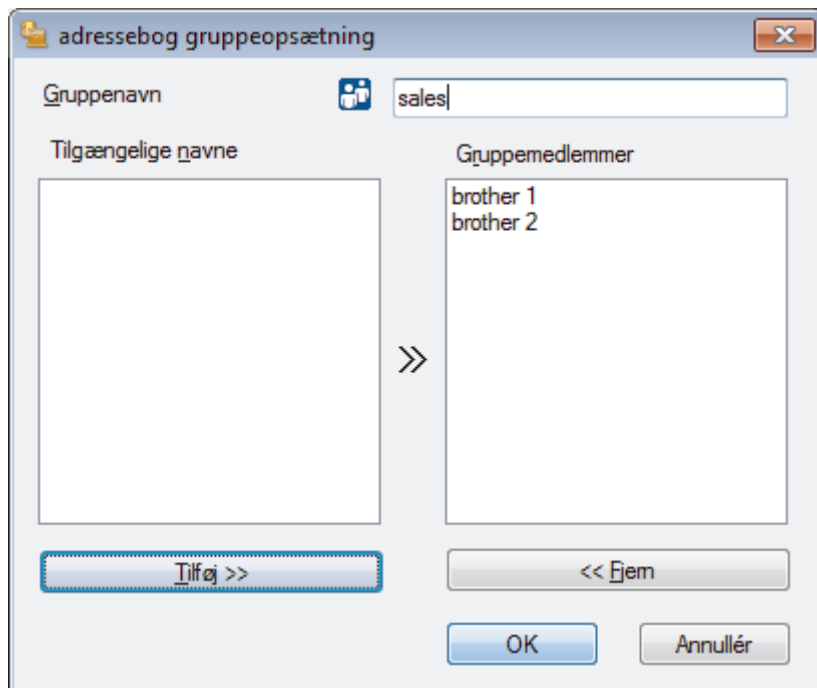 adressebog gruppeopsætning
Gruppenavn
sales
Tilgængelige navne
Gruppemedlemmer
brother 1
brother 2
Tilføj >>
<< Fjern
OK
Annullér